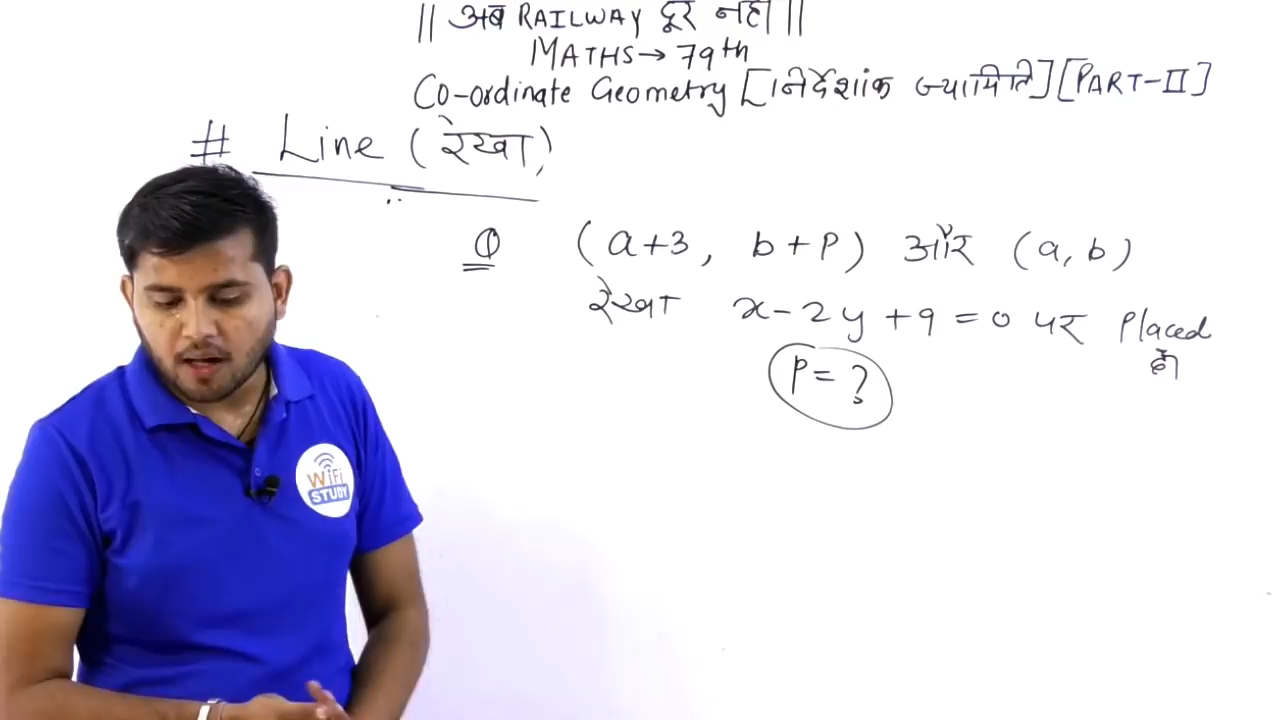 || अब RAILWAY दूर नहीं ||
MATHS→ 79th
Co-ordinate Geometry [निर्देशांक ज्यामिति] [PART-II]
# Line (रेखा)
Q (a+3, b+P) और (a, b)
रेखा x-2y+9=0 पर Placed
हो
P=?
WiFi
STUDY